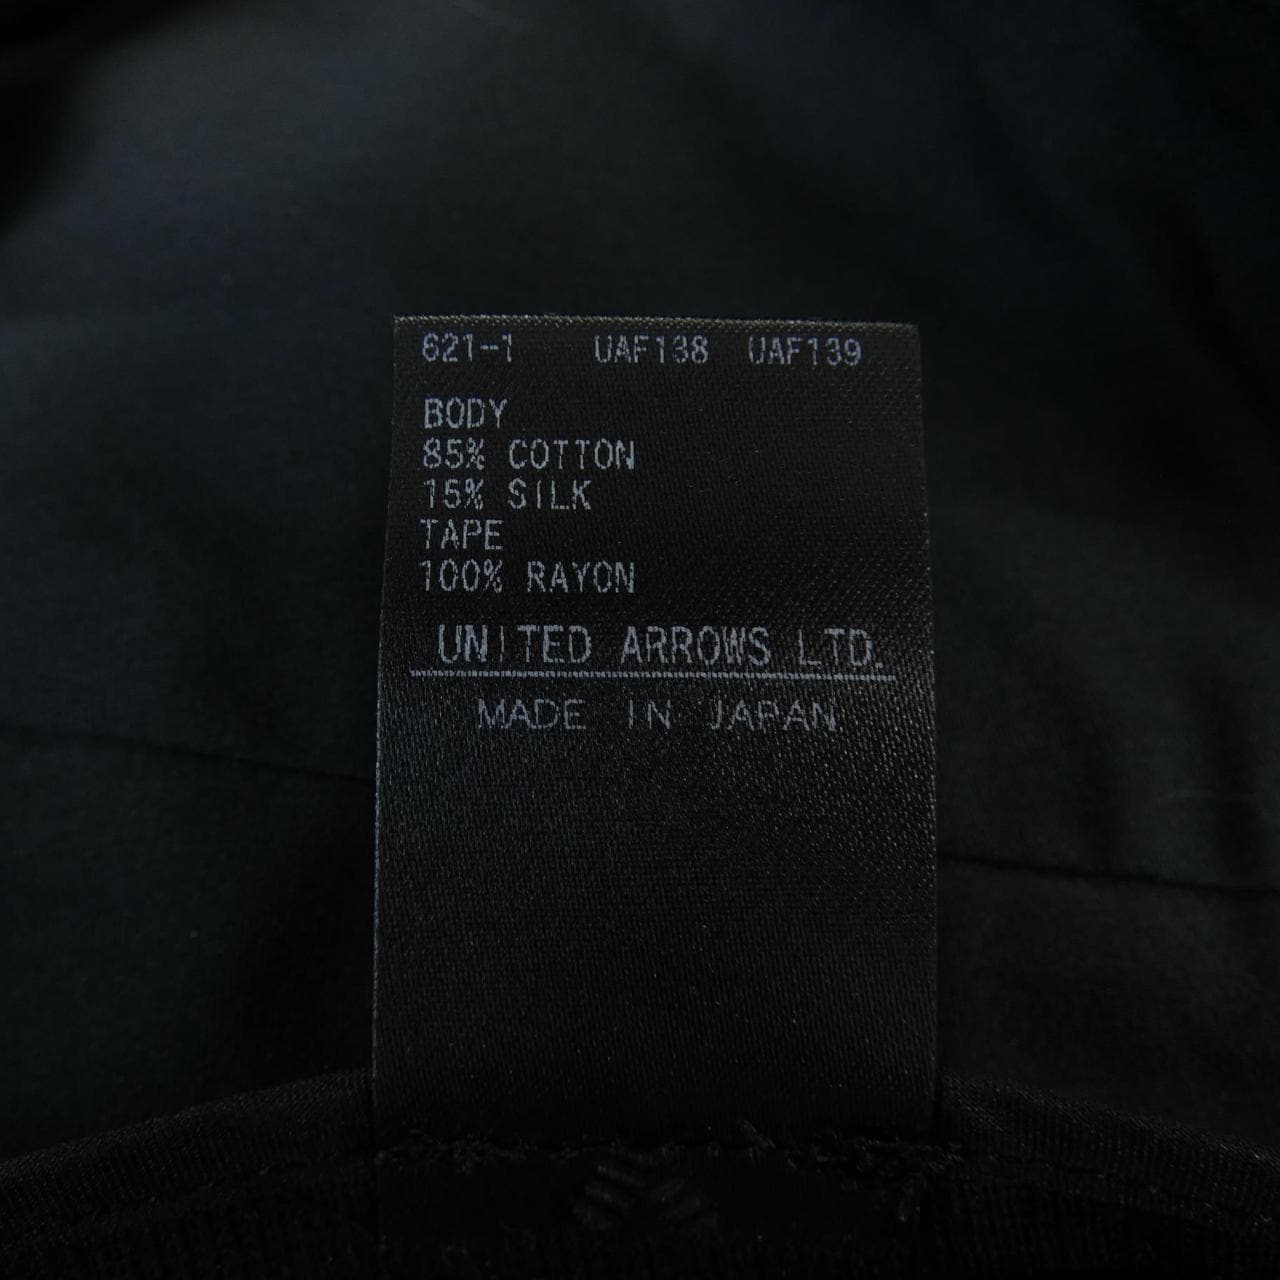 621-1 UAF138 UAF139
BODY
85% COTTON
15% SILK
TAPE
100% RAYON
UNITED ARROWS LTD.
MADE IN JAPAN